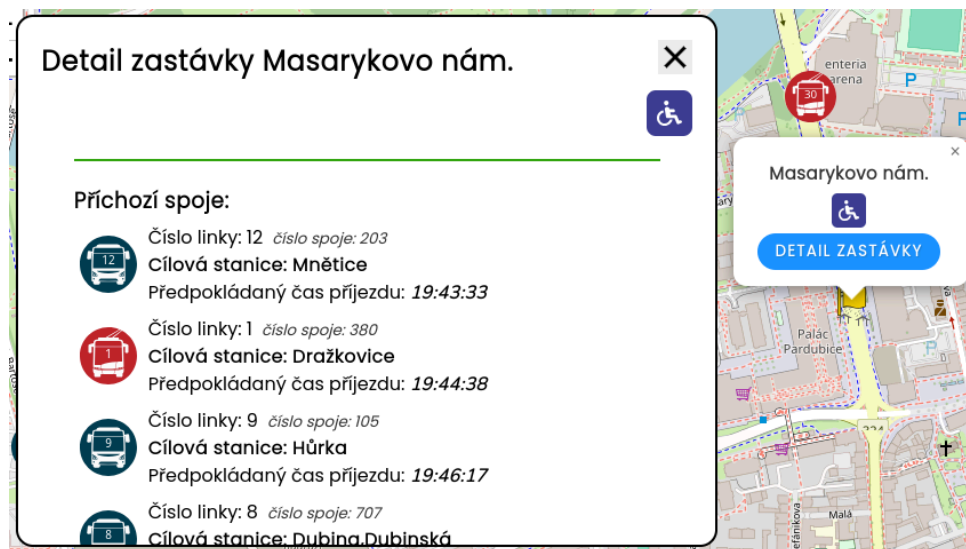 Detail zastávky Masarykovo nám.
Příchozí spoje:
12
Číslo linky: 12 číslo spoje: 203
Cílová stanice: Mnětice
Předpokládaný čas příjezdu: 19:43:33
1
Číslo linky: 1 číslo spoje: 380
Cílová stanice: Dražkovice
Předpokládaný čas příjezdu: 19:44:38
9
Číslo linky: 9 číslo spoje: 105
Cílová stanice: Hůrka
Předpokládaný čas příjezdu: 19:46:17
8
Číslo linky: 8 číslo spoje: 707
Cílová stanice: Dubina,Dubinská
enteria
arena
30
P
P
Masarykovo nám.
DETAIL ZASTÁVKY
Palác
Pardubice
P
324
Malá